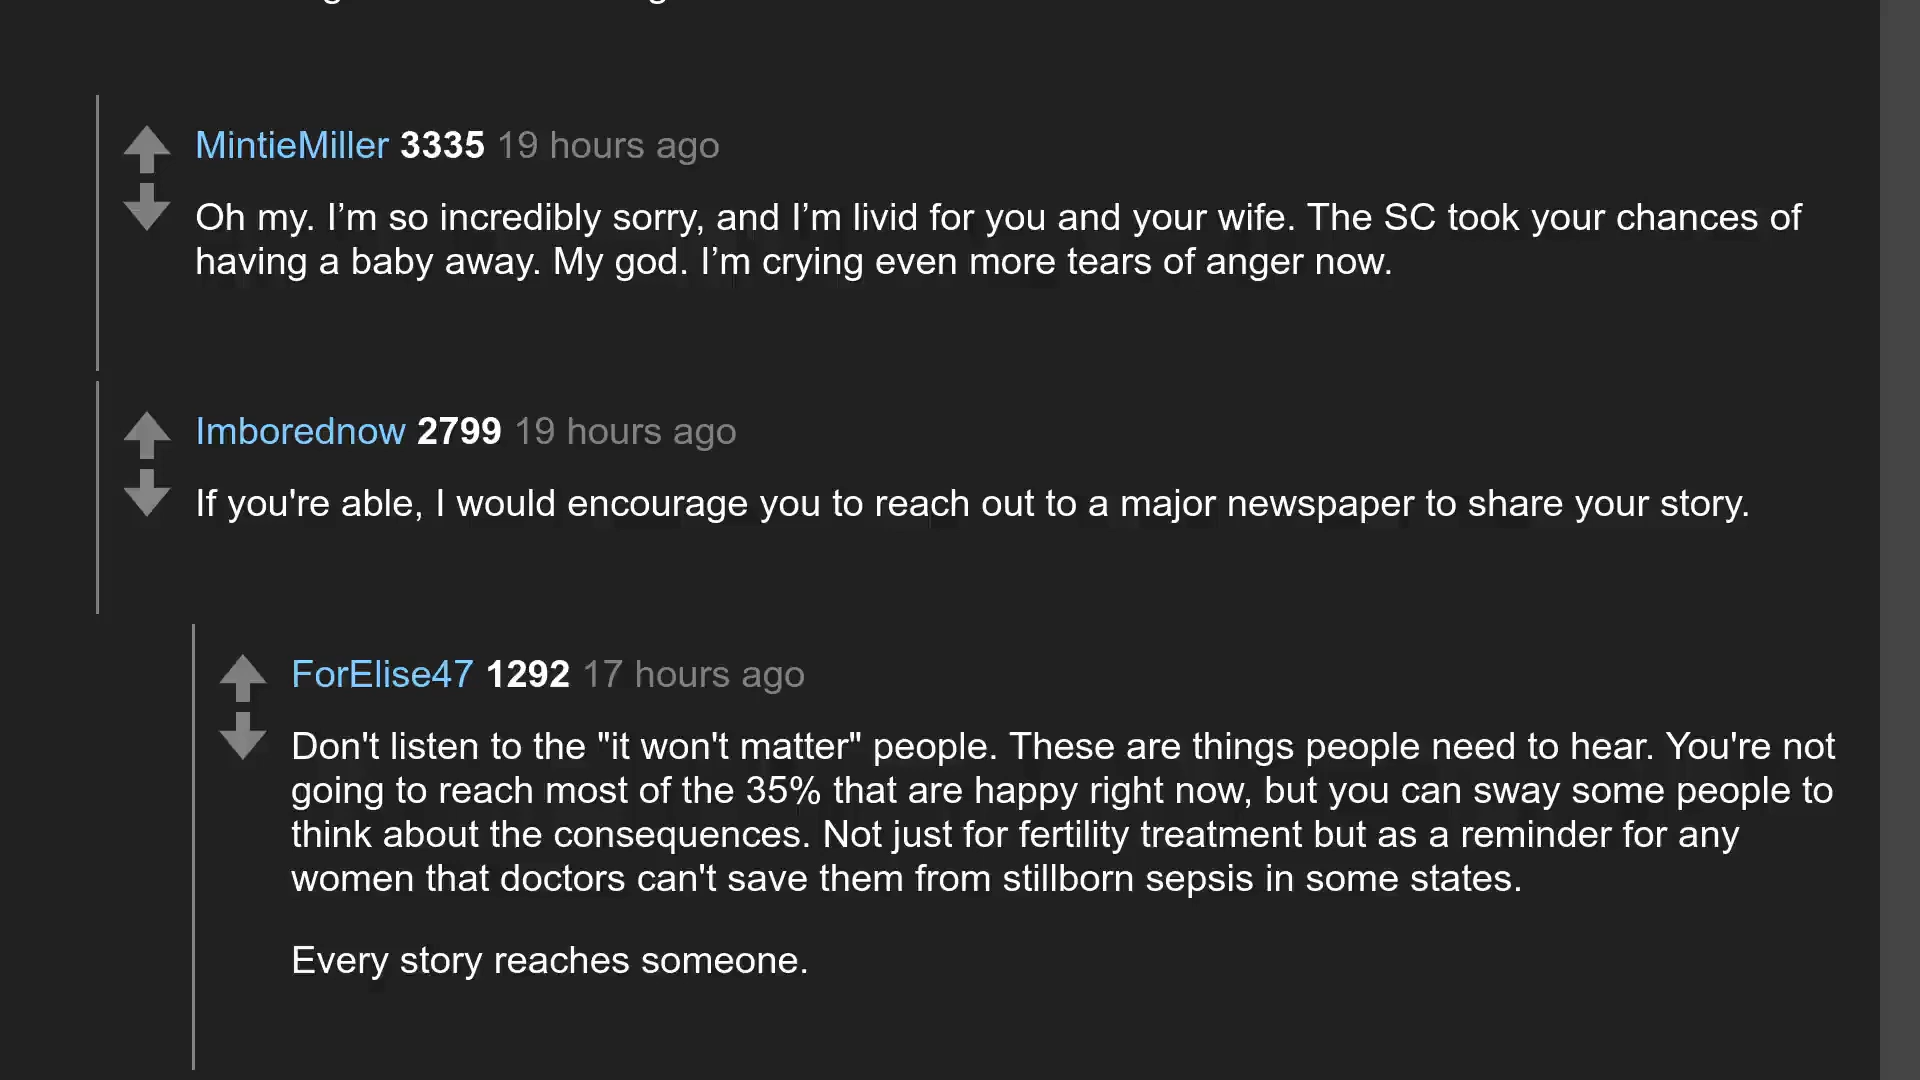 MintieMiller 3335 19 hours ago
Oh my. I’m so incredibly sorry, and I’m livid for you and your wife. The SC took your chances of
having a baby away. My god. I’m crying even more tears of anger now.
Imborednow 2799 19 hours ago
If you're able, I would encourage you to reach out to a major newspaper to share your story.
ForElise47 1292 17 hours ago
Don't listen to the "it won't matter" people. These are things people need to hear. You're not
going to reach most of the 35% that are happy right now, but you can sway some people to
think about the consequences. Not just for fertility treatment but as a reminder for any
women that doctors can't save them from stillborn sepsis in some states.
Every story reaches someone.